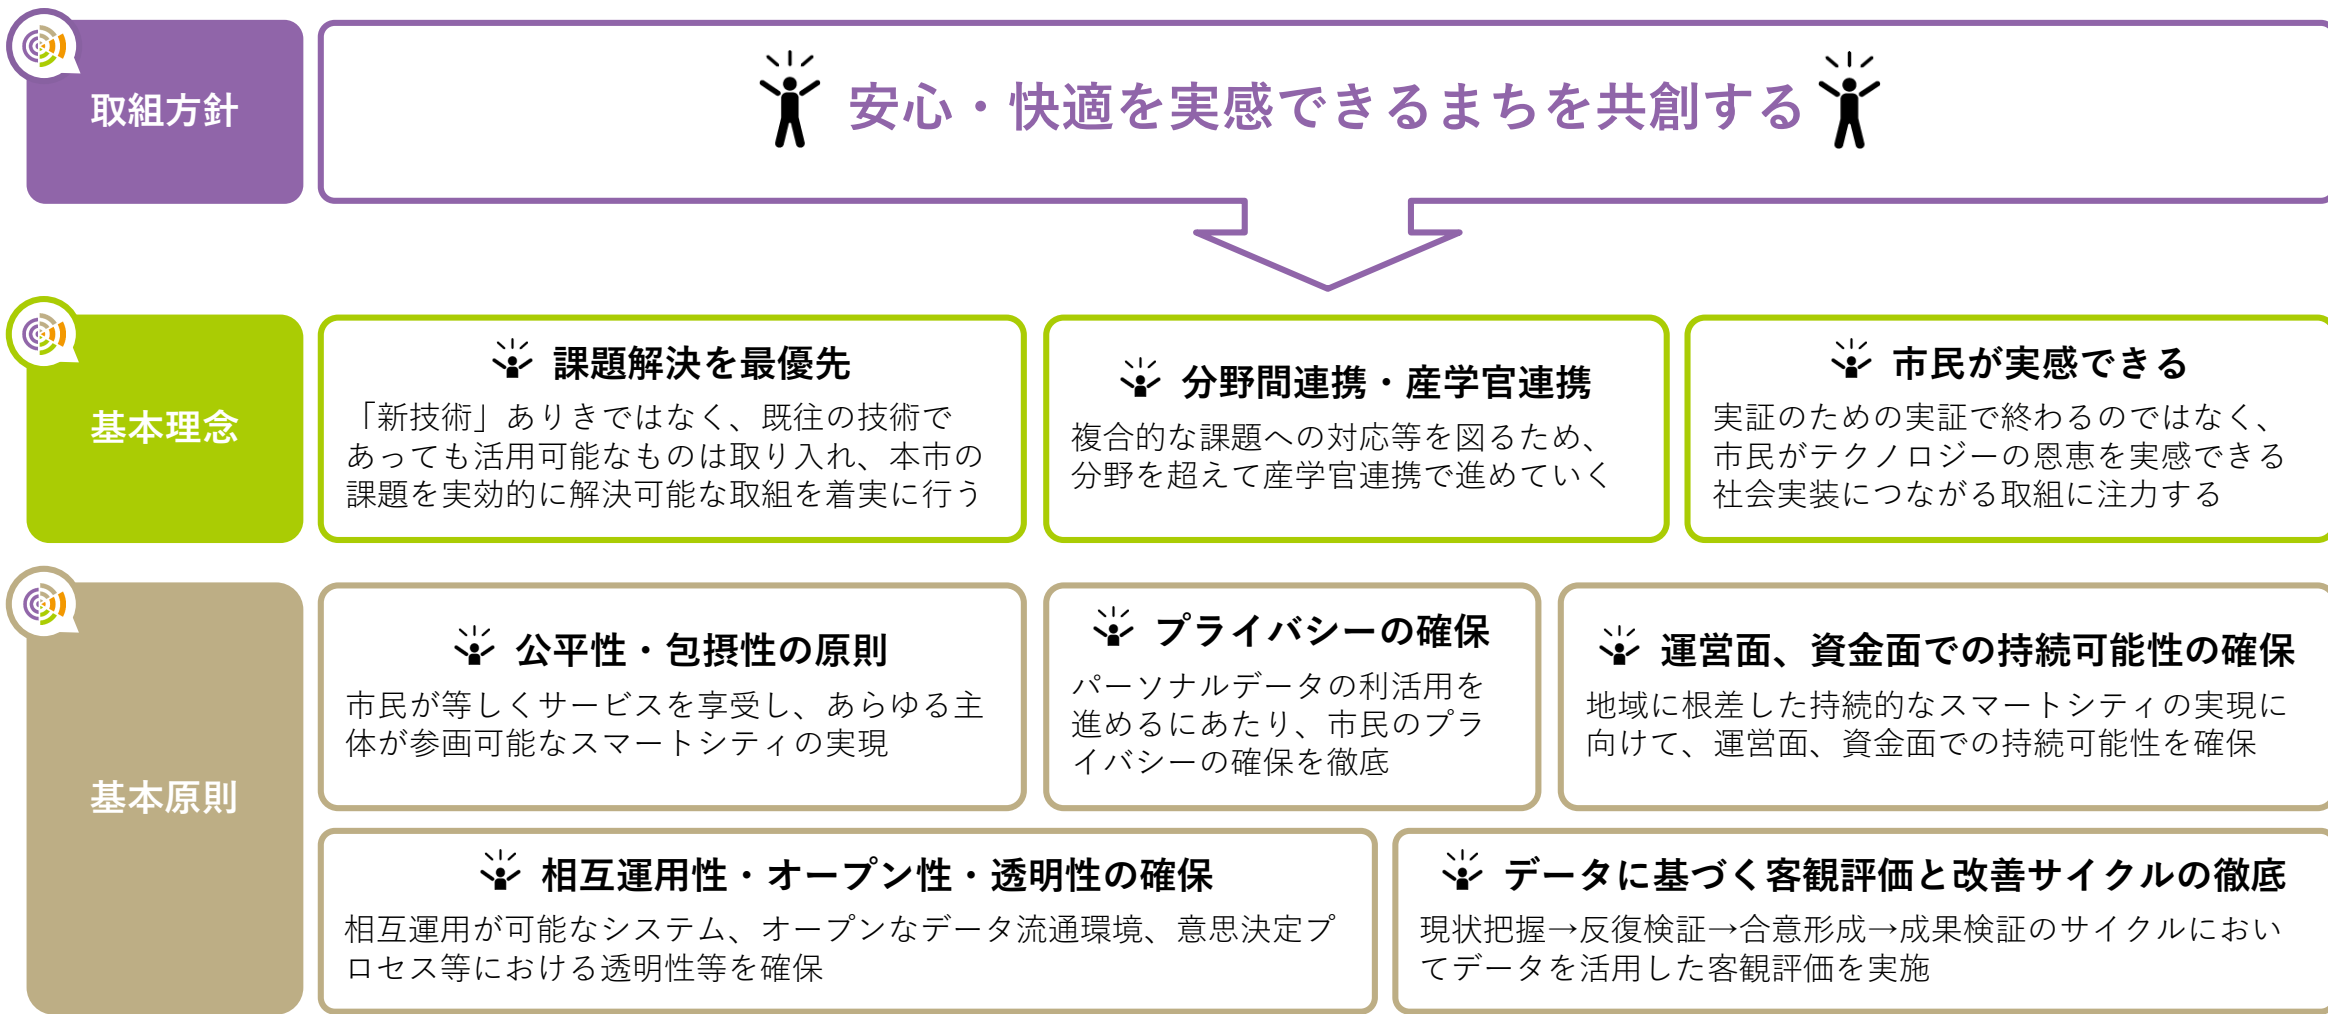 取組方針
安心・快適を実感できるまちを共創する
基本理念
課題解決を最優先
「新技術」ありきではなく、既往の技術で
あっても活用可能なものは取り入れ、本市の
課題を実効的に解決可能な取組を着実に行う
分野間連携・産学官連携
複合的な課題への対応等を図るため、
分野を超えて産学官連携で進めていく
市民が実感できる
実証のための実証で終わるのではなく、
市民がテクノロジーの恩恵を実感できる
社会実装につながる取組に注力する
基本原則
公平性・包摂性の原則
市民が等しくサービスを享受し、あらゆる主
体が参画可能なスマートシティの実現
プライバシーの確保
パーソナルデータの利活用を
進めるにあたり、市民のプラ
イバシーの確保を徹底
運営面、資金面での持続可能性の確保
地域に根差した持続的なスマートシティの実現に
向けて、運営面、資金面での持続可能性を確保
相互運用性・オープン性・透明性の確保
相互運用が可能なシステム、オープンなデータ流通環境、意思決定プ
ロセス等における透明性等を確保
データに基づく客観評価と改善サイクルの徹底
現状把握→反復検証→合意形成→成果検証のサイクルにおい
てデータを活用した客観評価を実施